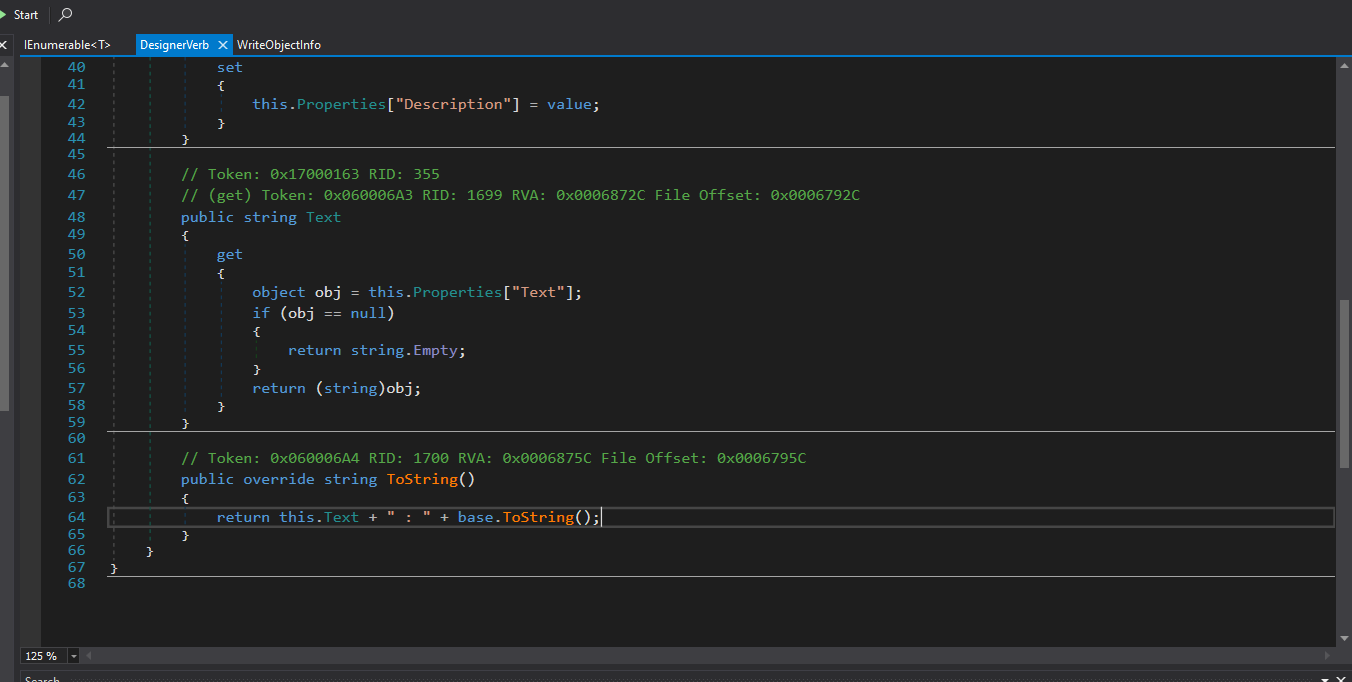 Start
IEnumerable<T> DesignerVerb WriteObjectInfo
40 set
41 {
42 this.Properties["Description"] = value;
43 }
44 }
45
46 // Token: 0x17000163 RID: 355
47 // (get) Token: 0x060006A3 RID: 1699 RVA: 0x0006872C File Offset: 0x0006792C
48 public string Text
49 {
50 get
51 {
52 object obj = this.Properties["Text"];
53 if (obj == null)
54 {
55 return string.Empty;
56 }
57 return (string)obj;
58 }
59 }
60
61 // Token: 0x060006A4 RID: 1700 RVA: 0x0006875C File Offset: 0x0006795C
62 public override string ToString()
63 {
64 return this.Text + " : " + base.ToString();
65 }
66 }
67 }
68
125 %
Search